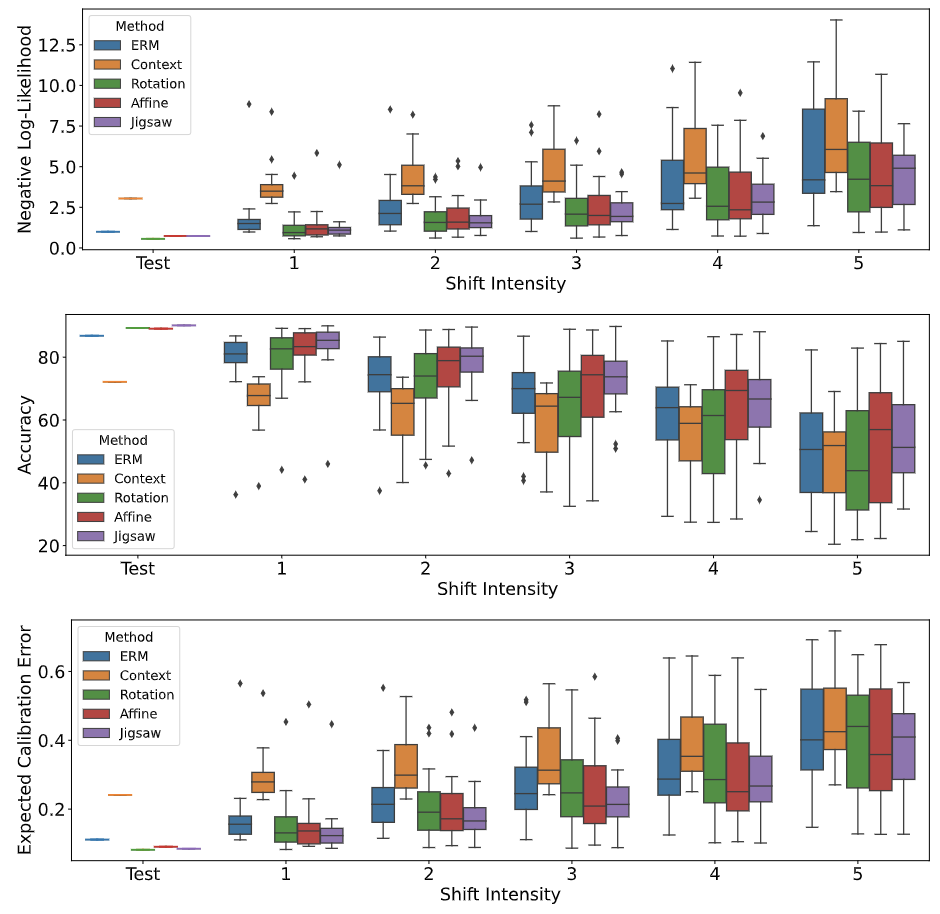 Negative Log-Likelihood
12.5
10.0
7.5
5.0
2.5
0.0
Method
ERM
Context
Rotation
Affine
Jigsaw
Test 1 2 3 4 5
Shift Intensity
Accuracy
80
60
40
20
Method
ERM
Context
Rotation
Affine
Jigsaw
Test 1 2 3 4 5
Shift Intensity
Expected Calibration Error
0.6
0.4
0.2
Method
ERM
Context
Rotation
Affine
Jigsaw
Test 1 2 3 4 5
Shift Intensity